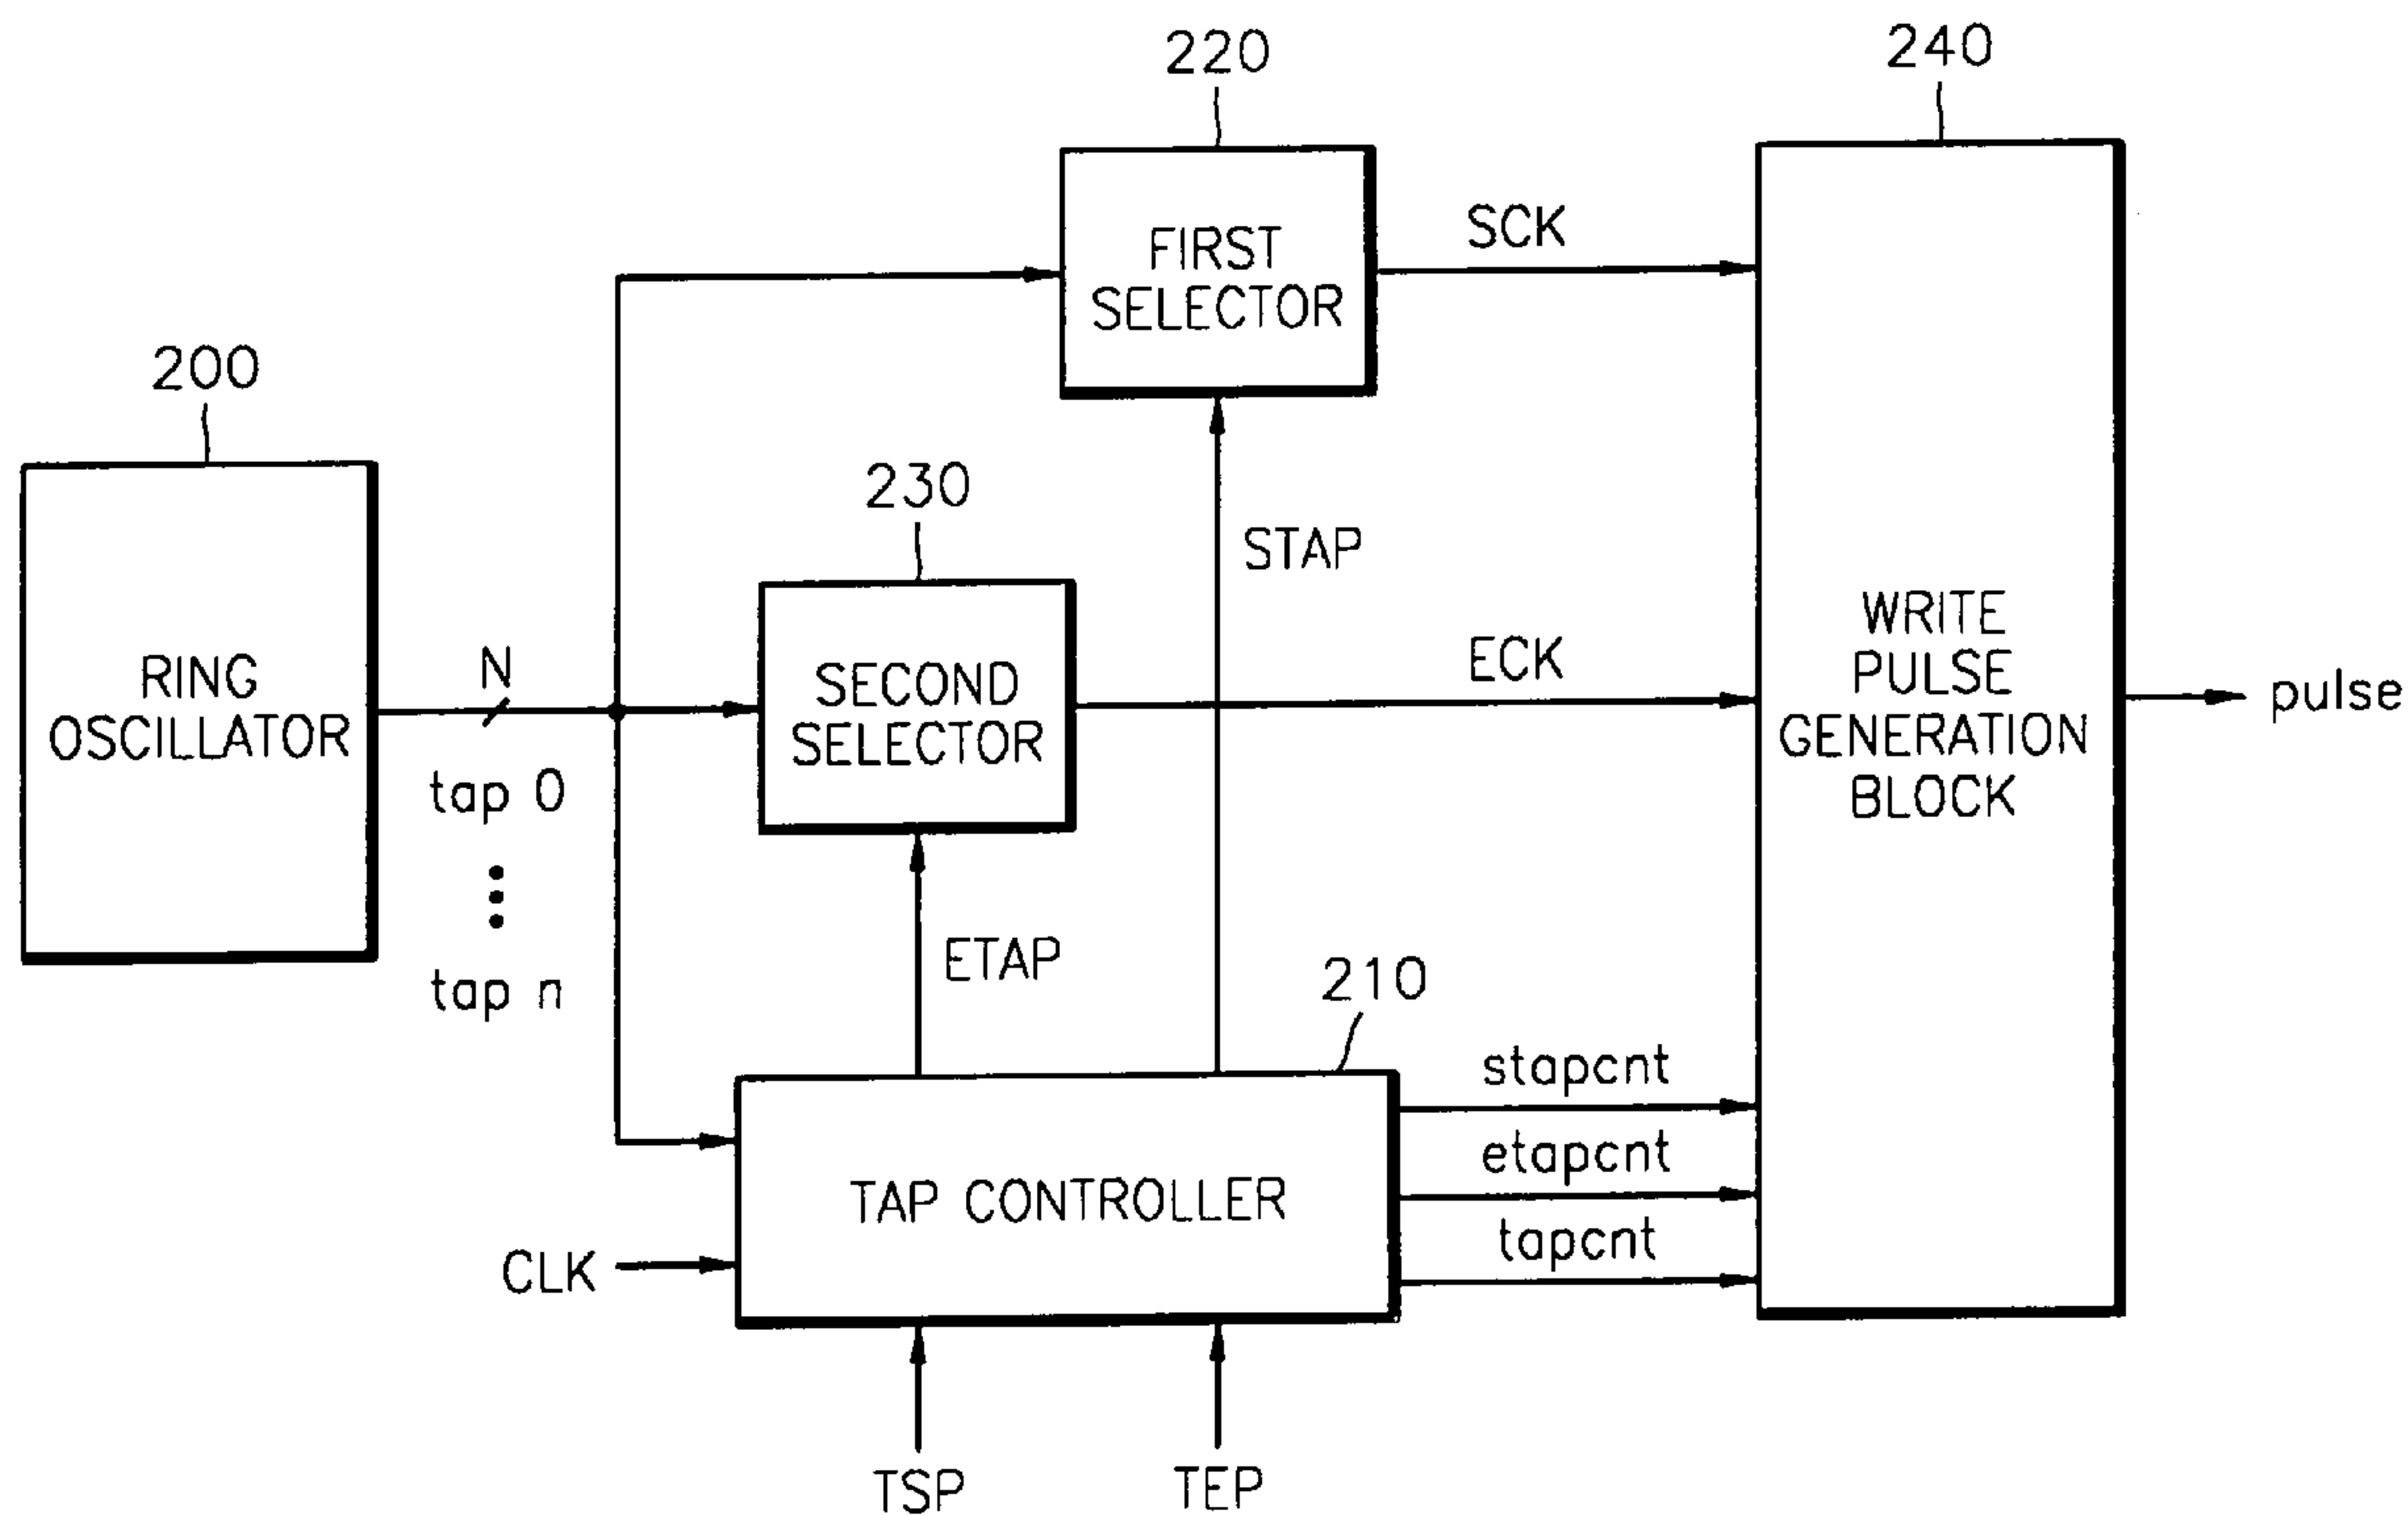 220
240
FIRST
SELECTOR
SCK
200
230
STAP
RING
OSCILLATOR
N
tap 0
tap n
SECOND
SELECTOR
ECK
WRITE
PULSE
GENERATION
BLOCK
pulse
ETAP
210
stapcnt
etapcnt
tapcnt
TAP CONTROLLER
CLK
TSP
TEP